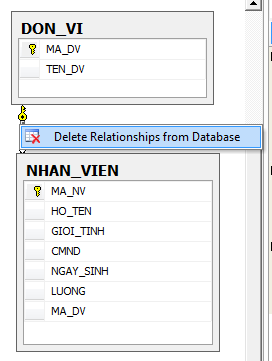 DON_VI
MA_DV
TEN_DV
Delete Relationships from Database
NHAN_VIEN
MA_NV
HO_TEN
GIOI_TINH
CMND
NGAY_SINH
LUONG
MA_DV